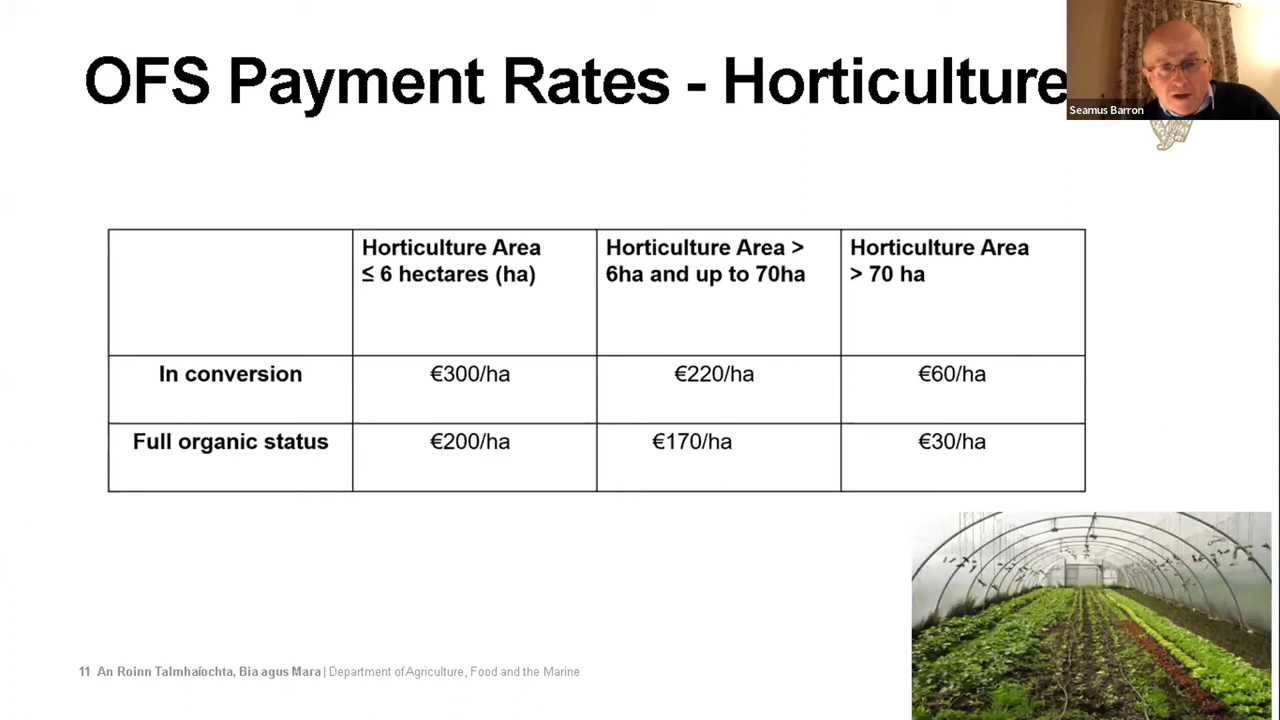 OFS Payment Rates - Horticulture
Seamus Barron
Horticulture Area
≤ 6 hectares (ha)
Horticulture Area >
6ha and up to 70ha
Horticulture Area
> 70 ha
In conversion
€300/ha
€220/ha
€60/ha
Full organic status
€200/ha
€170/ha
€30/ha
11 An Roinn Talmhaíochta, Bia agus Mara | Department of Agriculture, Food and the Marine